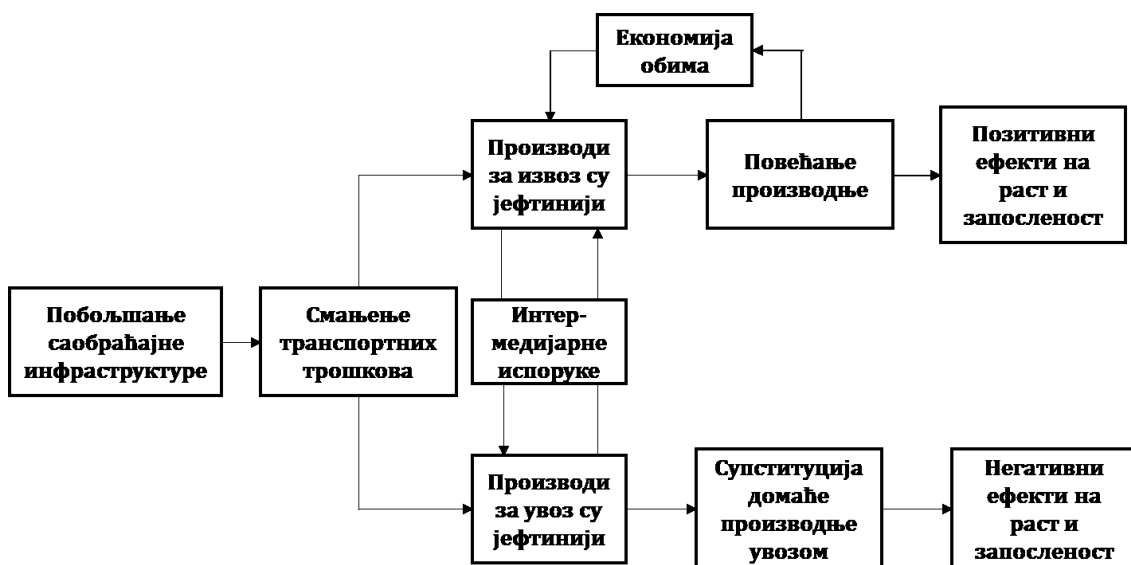 Економија
обима
Производи
за извоз су
јефтинији
Повећање
производње
Позитивни
ефекти на
раст и
запосленост
Побољшање
саобраћајне
инфраструктуре
Смањење
транспортних
трошкова
Интер-
медијарне
испоруке
Производи
за увоз су
јефтинији
Супституција
домаће
производње
увозом
Негативни
ефекти на
раст и
запосленост